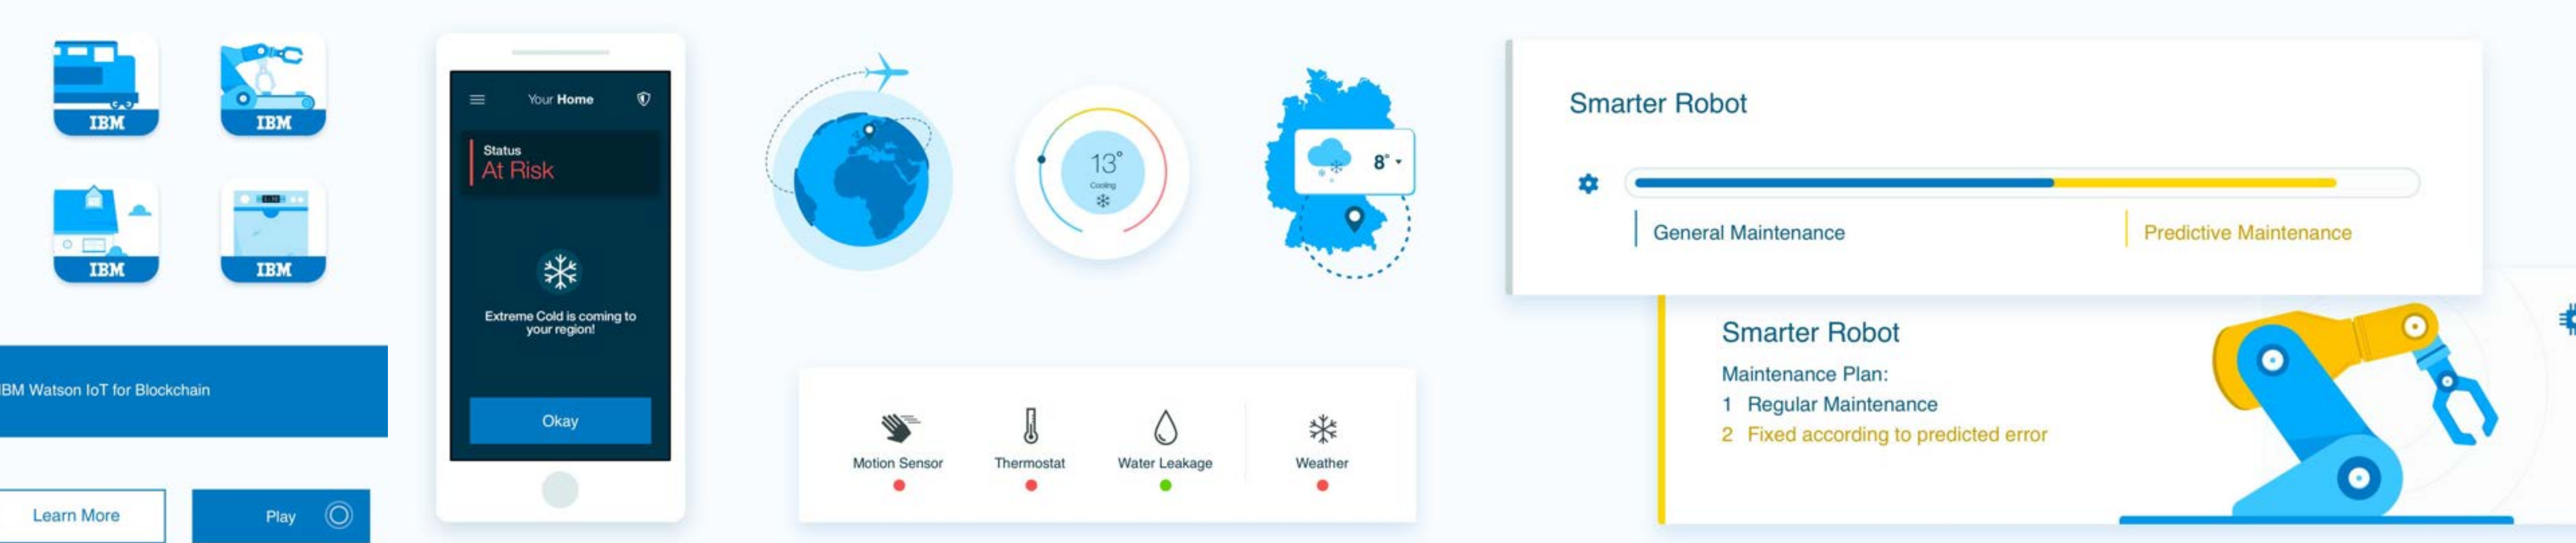 IBM
IBM
IBM
IBM
IBM Watson IoT for Blockchain
Learn More
Play
Your Home
Status
At Risk
Extreme Cold is coming to
your region!
Okay
13°
Cooling
8°
Motion Sensor
Thermostat
Water Leakage
Weather
Smarter Robot
General Maintenance
Predictive Maintenance
Smarter Robot
Maintenance Plan:
1 Regular Maintenance
2 Fixed according to predicted error